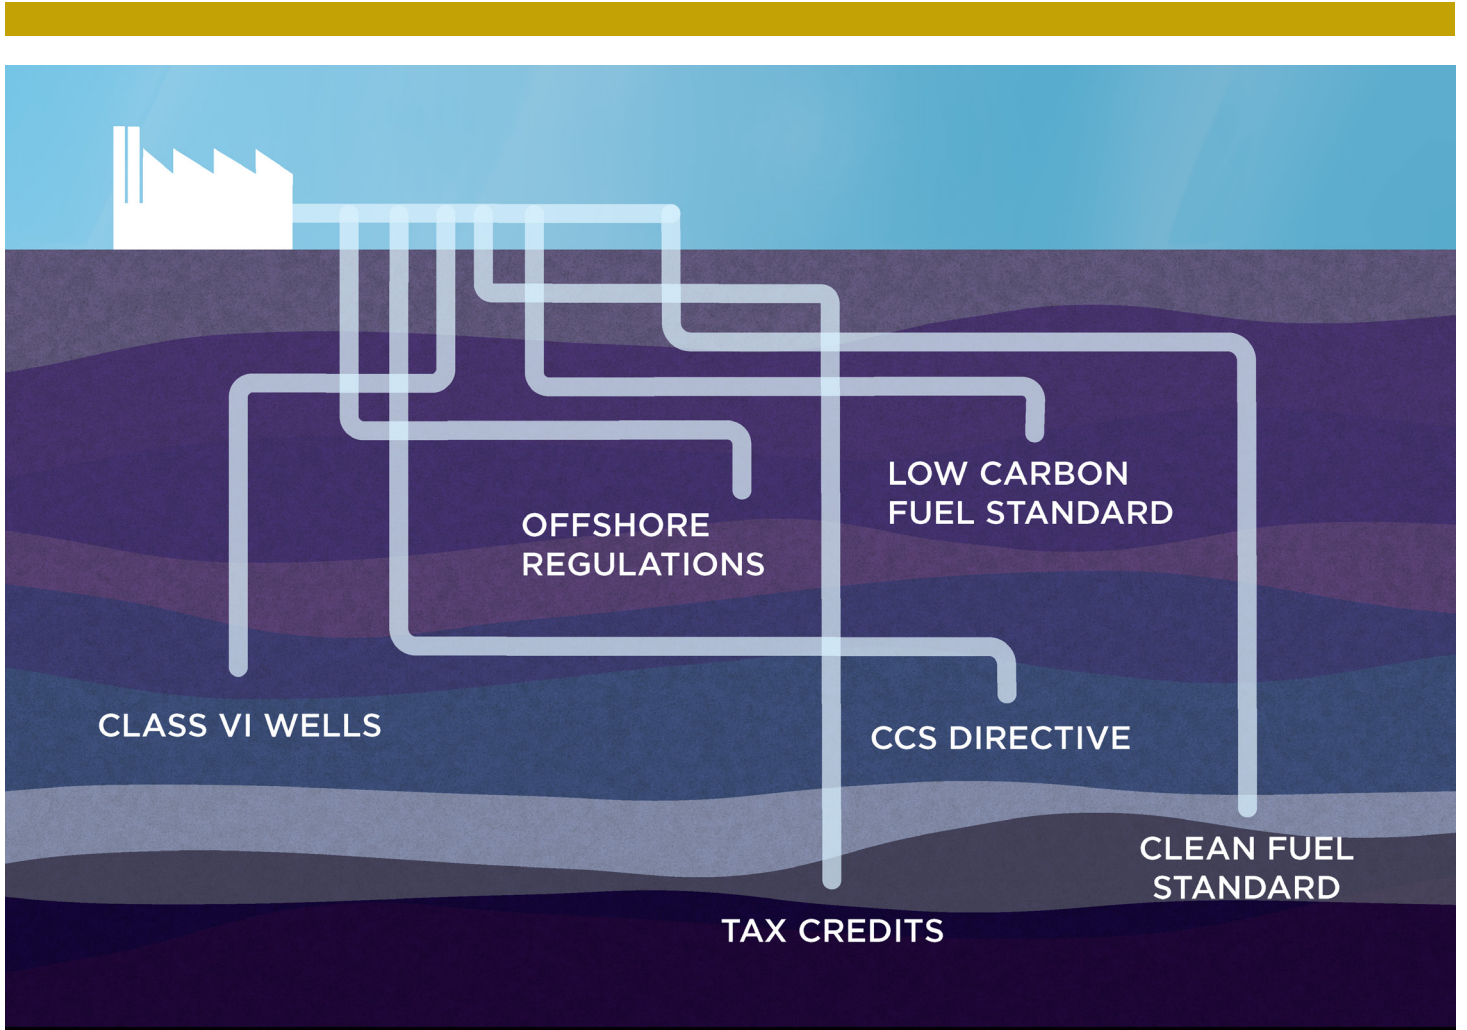 LOW CARBON
FUEL STANDARD
OFFSHORE
REGULATIONS
CLASS VI WELLS
CCS DIRECTIVE
CLEAN FUEL
STANDARD
TAX CREDITS